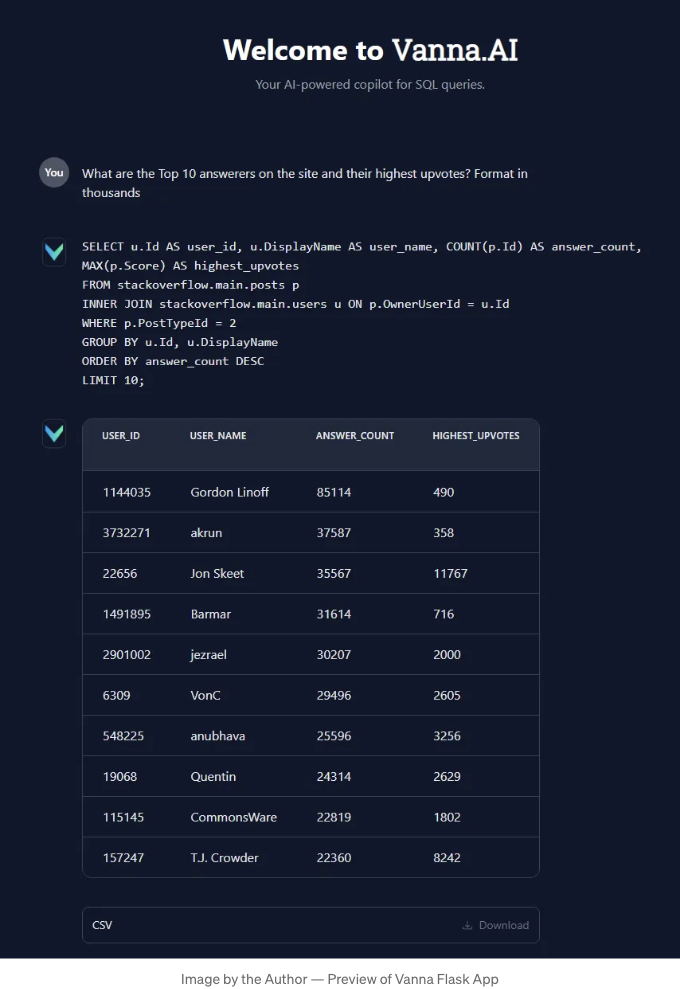 Welcome to Vanna.AI
Your AI-powered copilot for SQL queries.
You
What are the Top 10 answerers on the site and their highest upvotes? Format in
thousands
SELECT u.Id AS user_id, u.DisplayName AS user_name, COUNT(p.Id) AS answer_count,
MAX(p.Score) AS highest_upvotes
FROM stackoverflow.main.posts p
INNER JOIN stackoverflow.main.users u ON p.OwnerUserId = u.Id
WHERE p.PostTypeId = 2
GROUP BY u.Id, u.DisplayName
ORDER BY answer_count DESC
LIMIT 10;
USER_ID USER_NAME ANSWER_COUNT HIGHEST_UPVOTES
1144035 Gordon Linoff 85114 490
3732271 akrun 37587 358
22656 Jon Skeet 35567 11767
1491895 Barmar 31614 716
2901002 jezrael 30207 2000
6309 VonC 29496 2605
548225 anubhava 25596 3256
19068 Quentin 24314 2629
115145 CommonsWare 22819 1802
157247 T.J. Crowder 22360 8242
CSV Download
Image by the Author — Preview of Vanna Flask App